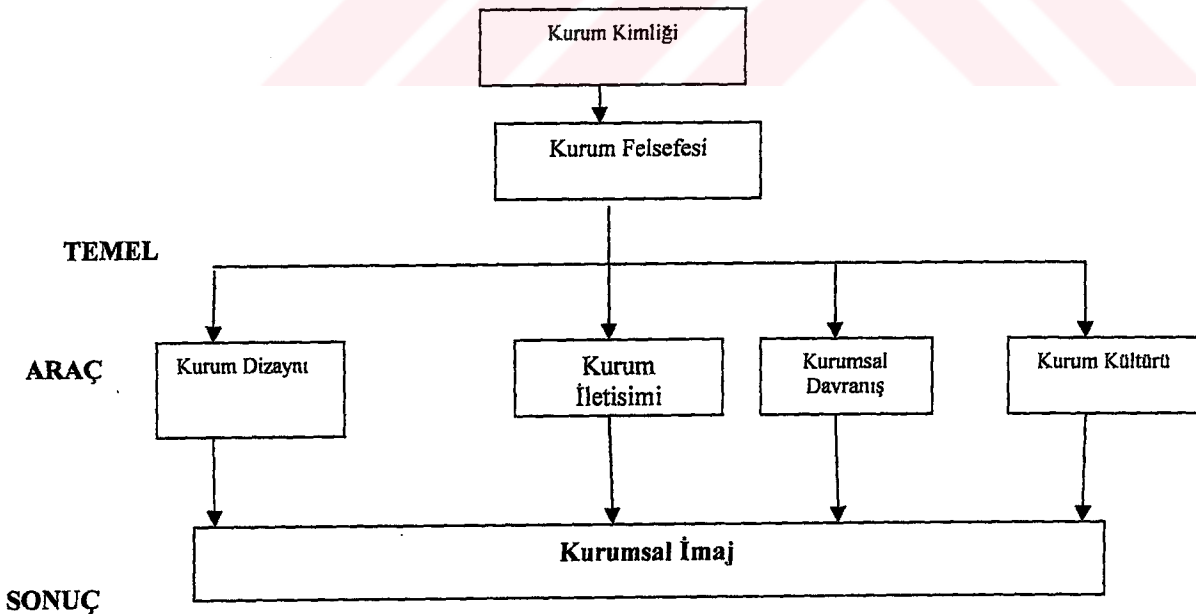 Kurum Kimliği
Kurum Felsefesi
TEMEL
ARAÇ
Kurum Dizaynı
Kurum
İletisimi
Kurumsal
Davranış
Kurum Kültürü
Kurumsal İmaj
SONUÇ